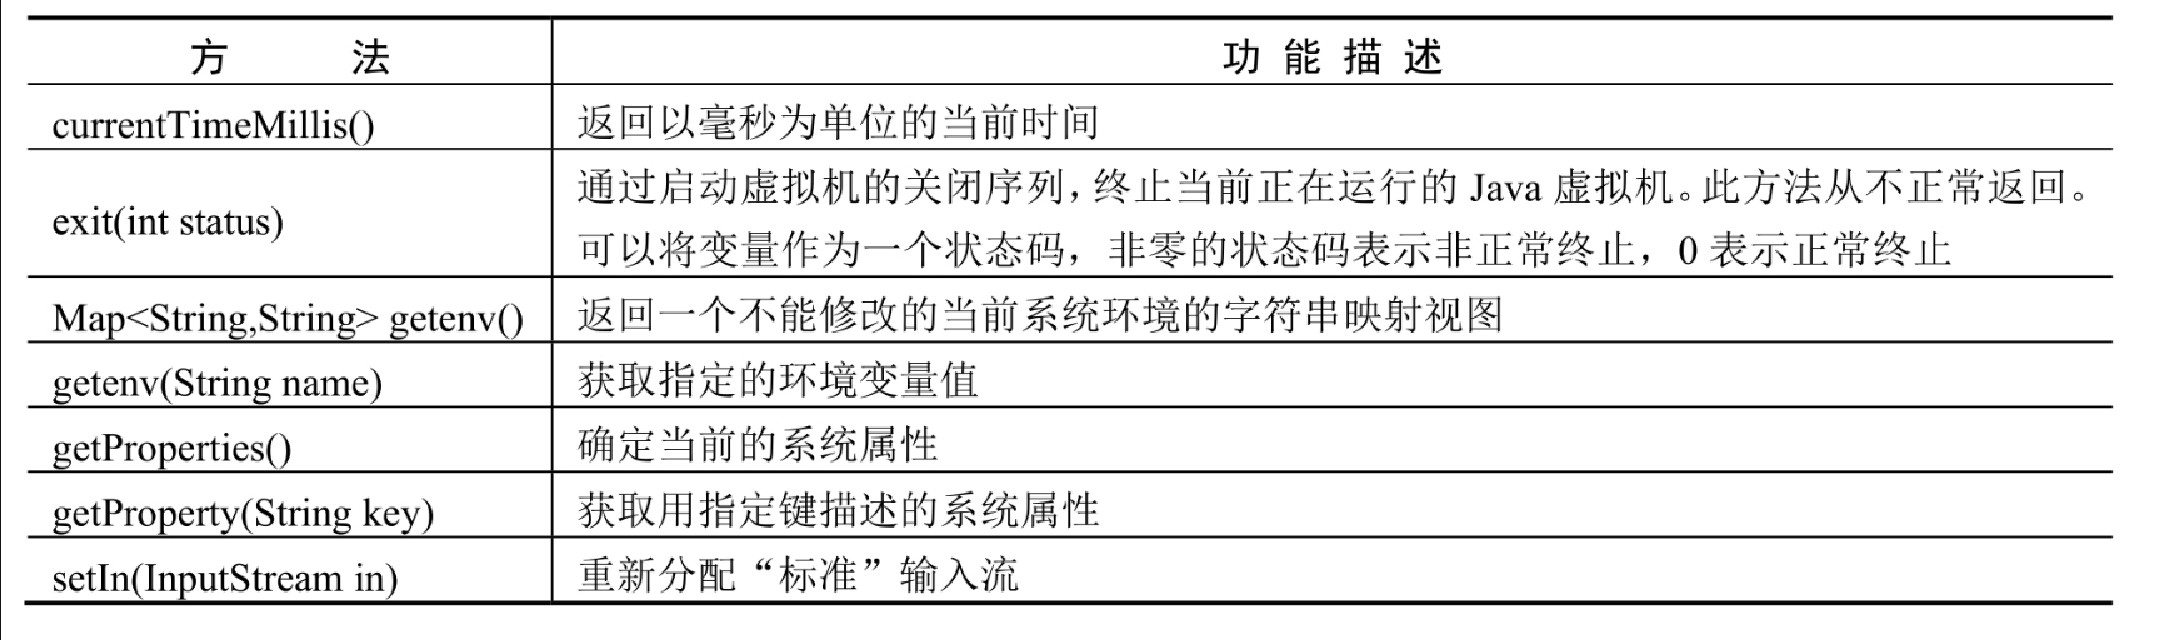 方 法 功能描述
currentTimeMillis() 返回以毫秒为单位的当前时间
通过启动虚拟机的关闭序列，终止当前正在运行的 Java 虚拟机。此方法从不正常返回。
exit(int status)
可以将变量作为一个状态码，非零的状态码表示非正常终止，0 表示正常终止
Map<String,String> getenv() 返回一个不能修改的当前系统环境的字符串映射视图
getenv(String name) 获取指定的环境变量值
getProperties() 确定当前的系统属性
getProperty(String key) 获取用指定键描述的系统属性
setIn(InputStream in) 重新分配“标准”输入流